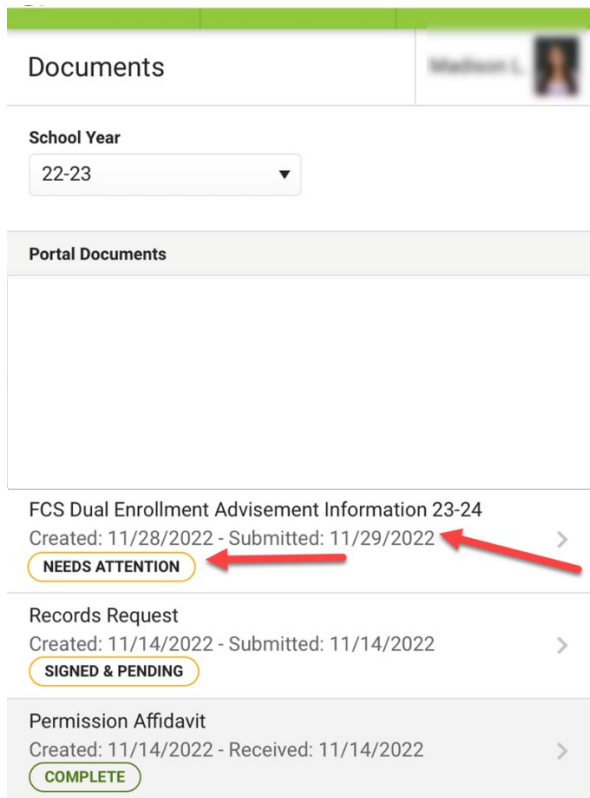 Documents
School Year
22-23
Portal Documents
FCS Dual Enrollment Advisement Information 23-24
Created: 11/28/2022 - Submitted: 11/29/2022
NEEDS ATTENTION
Records Request
Created: 11/14/2022 - Submitted: 11/14/2022
SIGNED & PENDING
Permission Affidavit
Created: 11/14/2022 - Received: 11/14/2022
COMPLETE